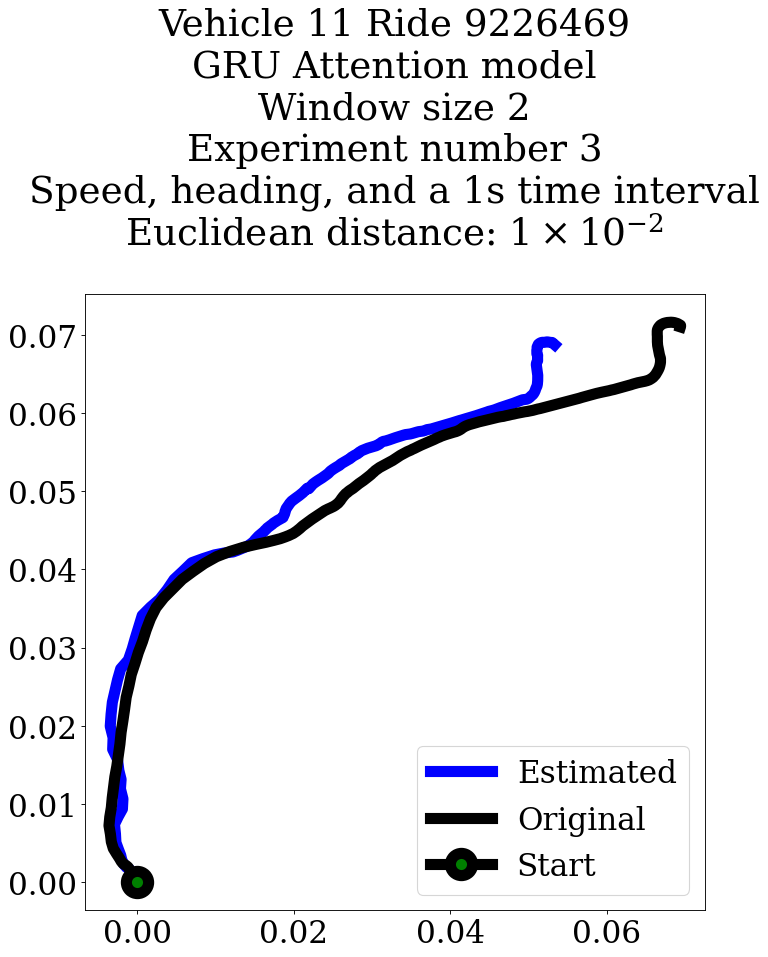 Vehicle 11 Ride 9226469
GRU Attention model
Window size 2
Experiment number 3
Speed, heading, and a 1s time interval
Euclidean distance: 1 × 10⁻²
0.07
0.06
0.05
0.04
0.03
0.02
0.01
0.00
Estimated
Original
Start
0.00 0.02 0.04 0.06